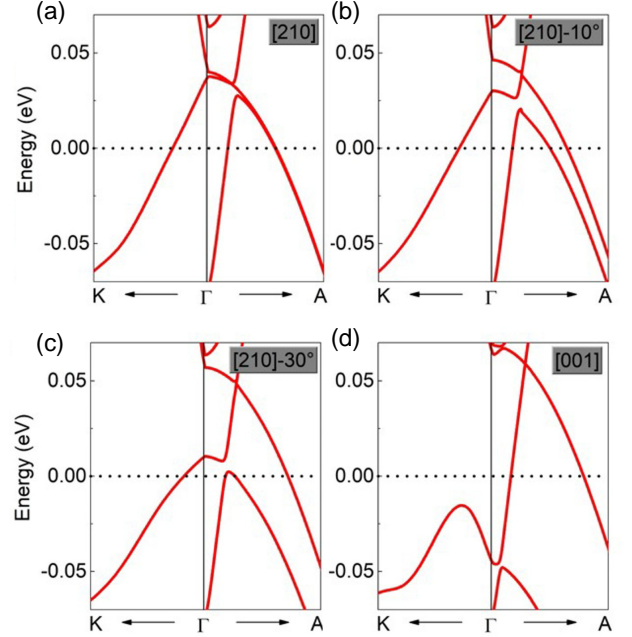 (a)
[210]
Energy (eV)
0.05
0.00
-0.05
K
Γ
A
(b)
[210]-10°
0.05
0.00
-0.05
K
Γ
A
(c)
[210]-30°
Energy (eV)
0.05
0.00
-0.05
K
Γ
A
(d)
[001]
0.05
0.00
-0.05
K
Γ
A